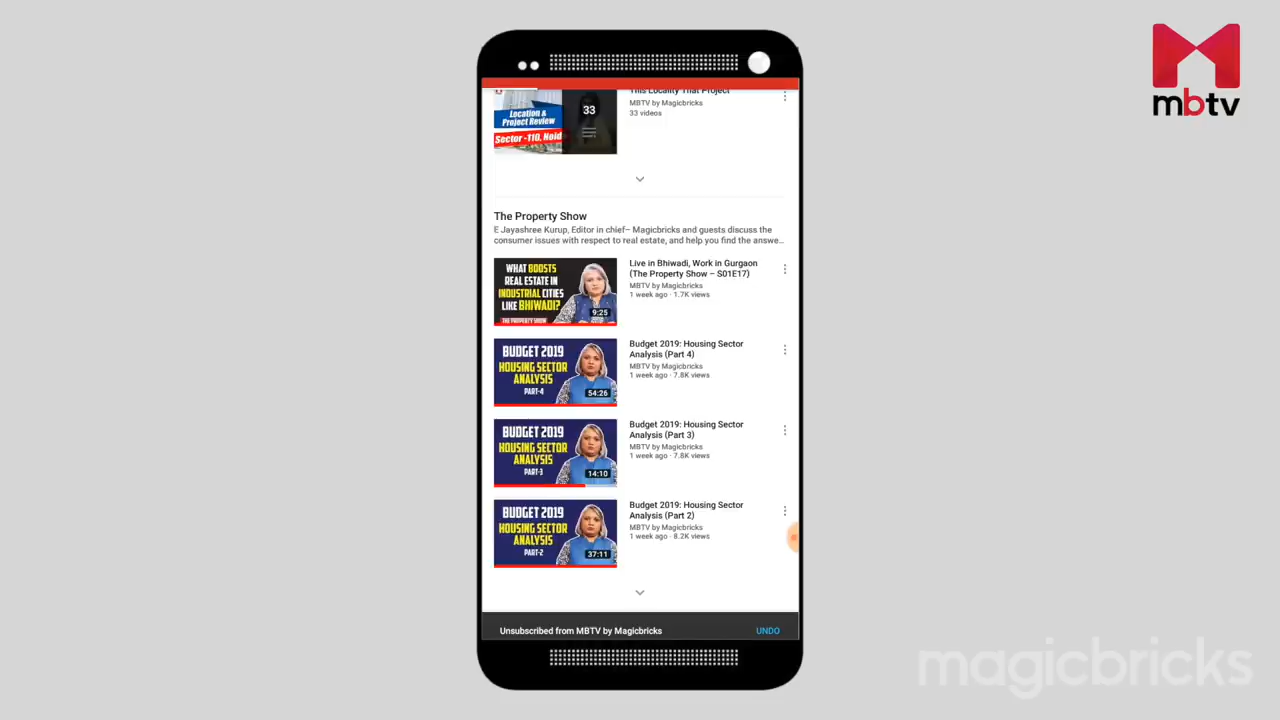 mbtv
This Locality That Project
MBTV by Magicbricks
33 videos
33
Location &
Project Review
Sector -110, Noid
The Property Show
E Jayashree Kurup, Editor in chief– Magicbricks and guests discuss the
consumer issues with respect to real estate, and help you find the answe...
WHAT BOOSTS
REAL ESTATE IN
INDUSTRIAL CITIES
LIKE BHIWADI?
THE PROPERTY SHOW
9:25
Live in Bhiwadi, Work in Gurgaon
(The Property Show – S01E17)
MBTV by Magicbricks
1 week ago · 1.7K views
BUDGET 2019
HOUSING SECTOR
ANALYSIS
PART-4
54:26
Budget 2019: Housing Sector
Analysis (Part 4)
MBTV by Magicbricks
1 week ago · 7.8K views
BUDGET 2019
HOUSING SECTOR
ANALYSIS
PART-3
14:10
Budget 2019: Housing Sector
Analysis (Part 3)
MBTV by Magicbricks
1 week ago · 7.8K views
BUDGET 2019
HOUSING SECTOR
ANALYSIS
PART-2
37:11
Budget 2019: Housing Sector
Analysis (Part 2)
MBTV by Magicbricks
1 week ago · 8.2K views
Unsubscribed from MBTV by Magicbricks
UNDO
magicbricks